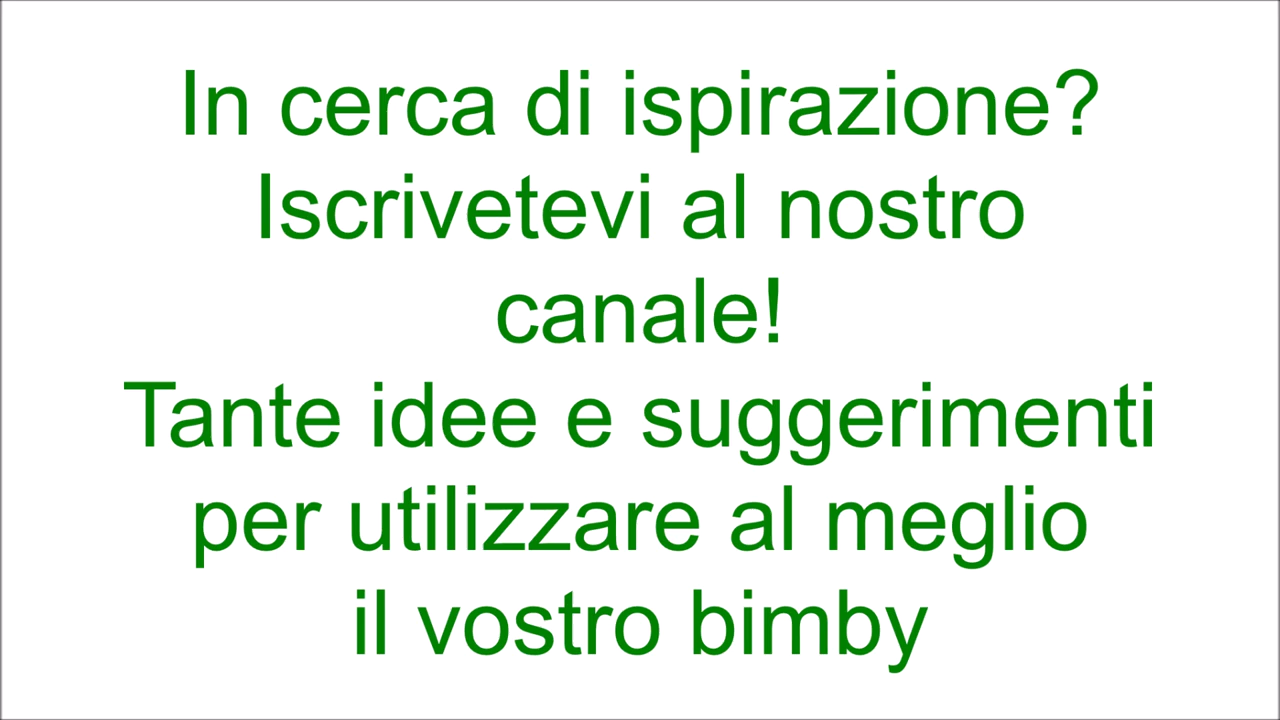 In cerca di ispirazione?
Iscrivetevi al nostro
canale!
Tante idee e suggerimenti
per utilizzare al meglio
il vostro bimby